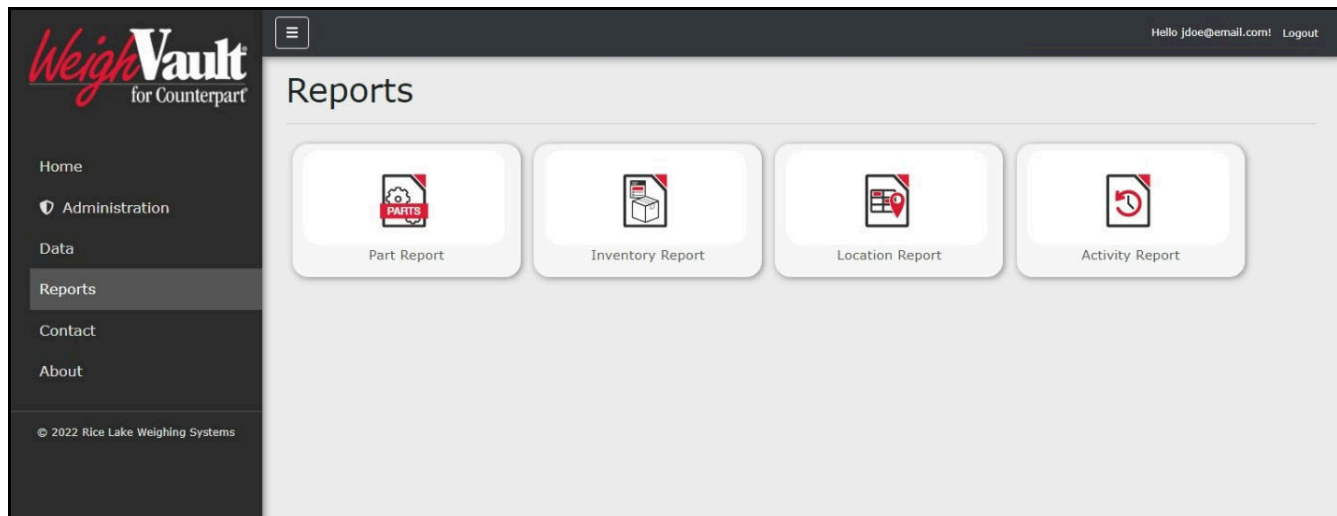 WeighVault
for Counterpart®
Hello jdoe@email.com! Logout
Reports
Home
Administration
Data
Reports
Contact
About
© 2022 Rice Lake Weighing Systems
PARTS
Part Report
Inventory Report
Location Report
Activity Report